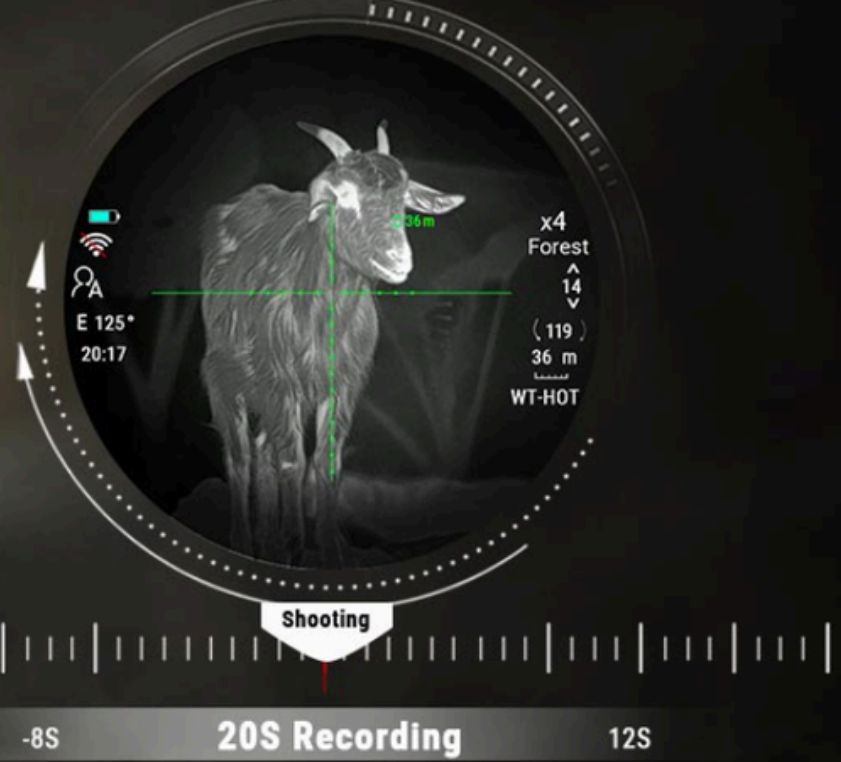 x4
Forest
36m
14
E 125°
(119)
20:17
36 m
WT-HOT
Shooting
-8S
20S Recording
12S